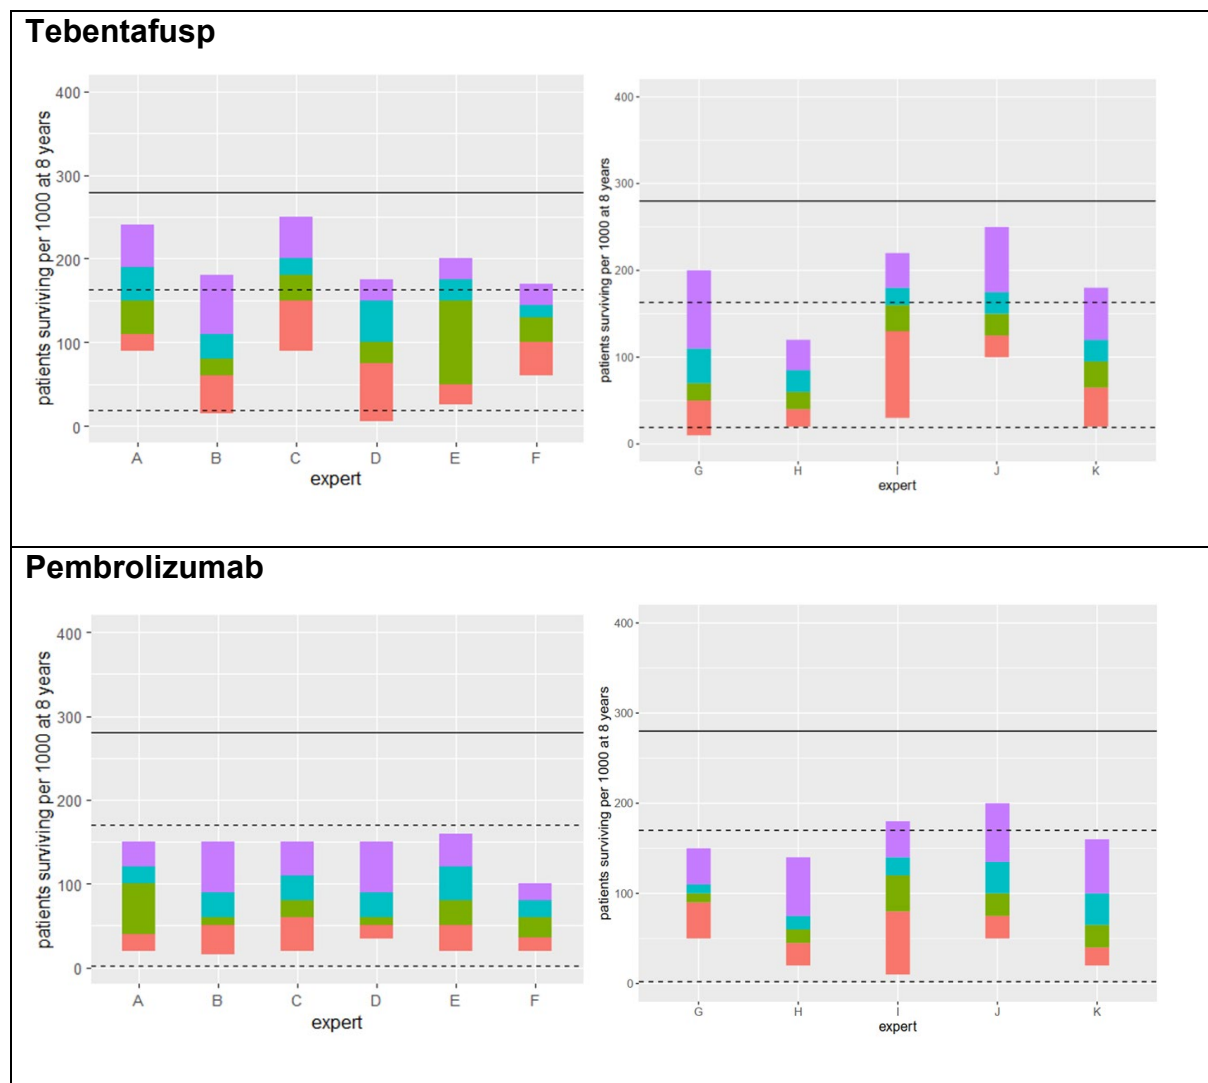 Tebentafusp
patients surviving per 1000 at 8 years
400
300
200
100
0
A B C D E F
expert
patients surviving per 1000 at 8 years
400
300
200
100
0
G H I J K
expert
Pembrolizumab
patients surviving per 1000 at 8 years
400
300
200
100
0
A B C D E F
expert
patients surviving per 1000 at 8 years
400
300
200
100
0
G H I J K
expert